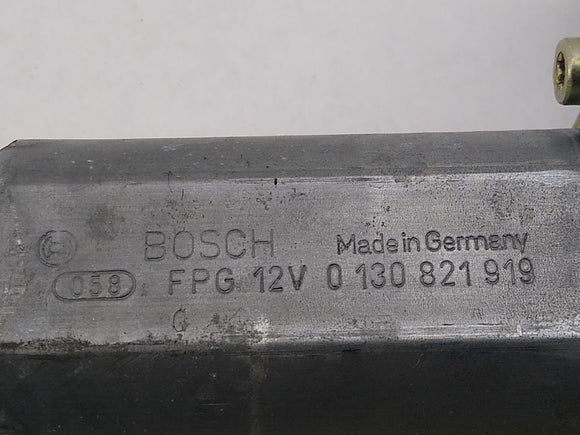 BOSCH Made in Germany
058 FPG 12V 0 130 821 919
G